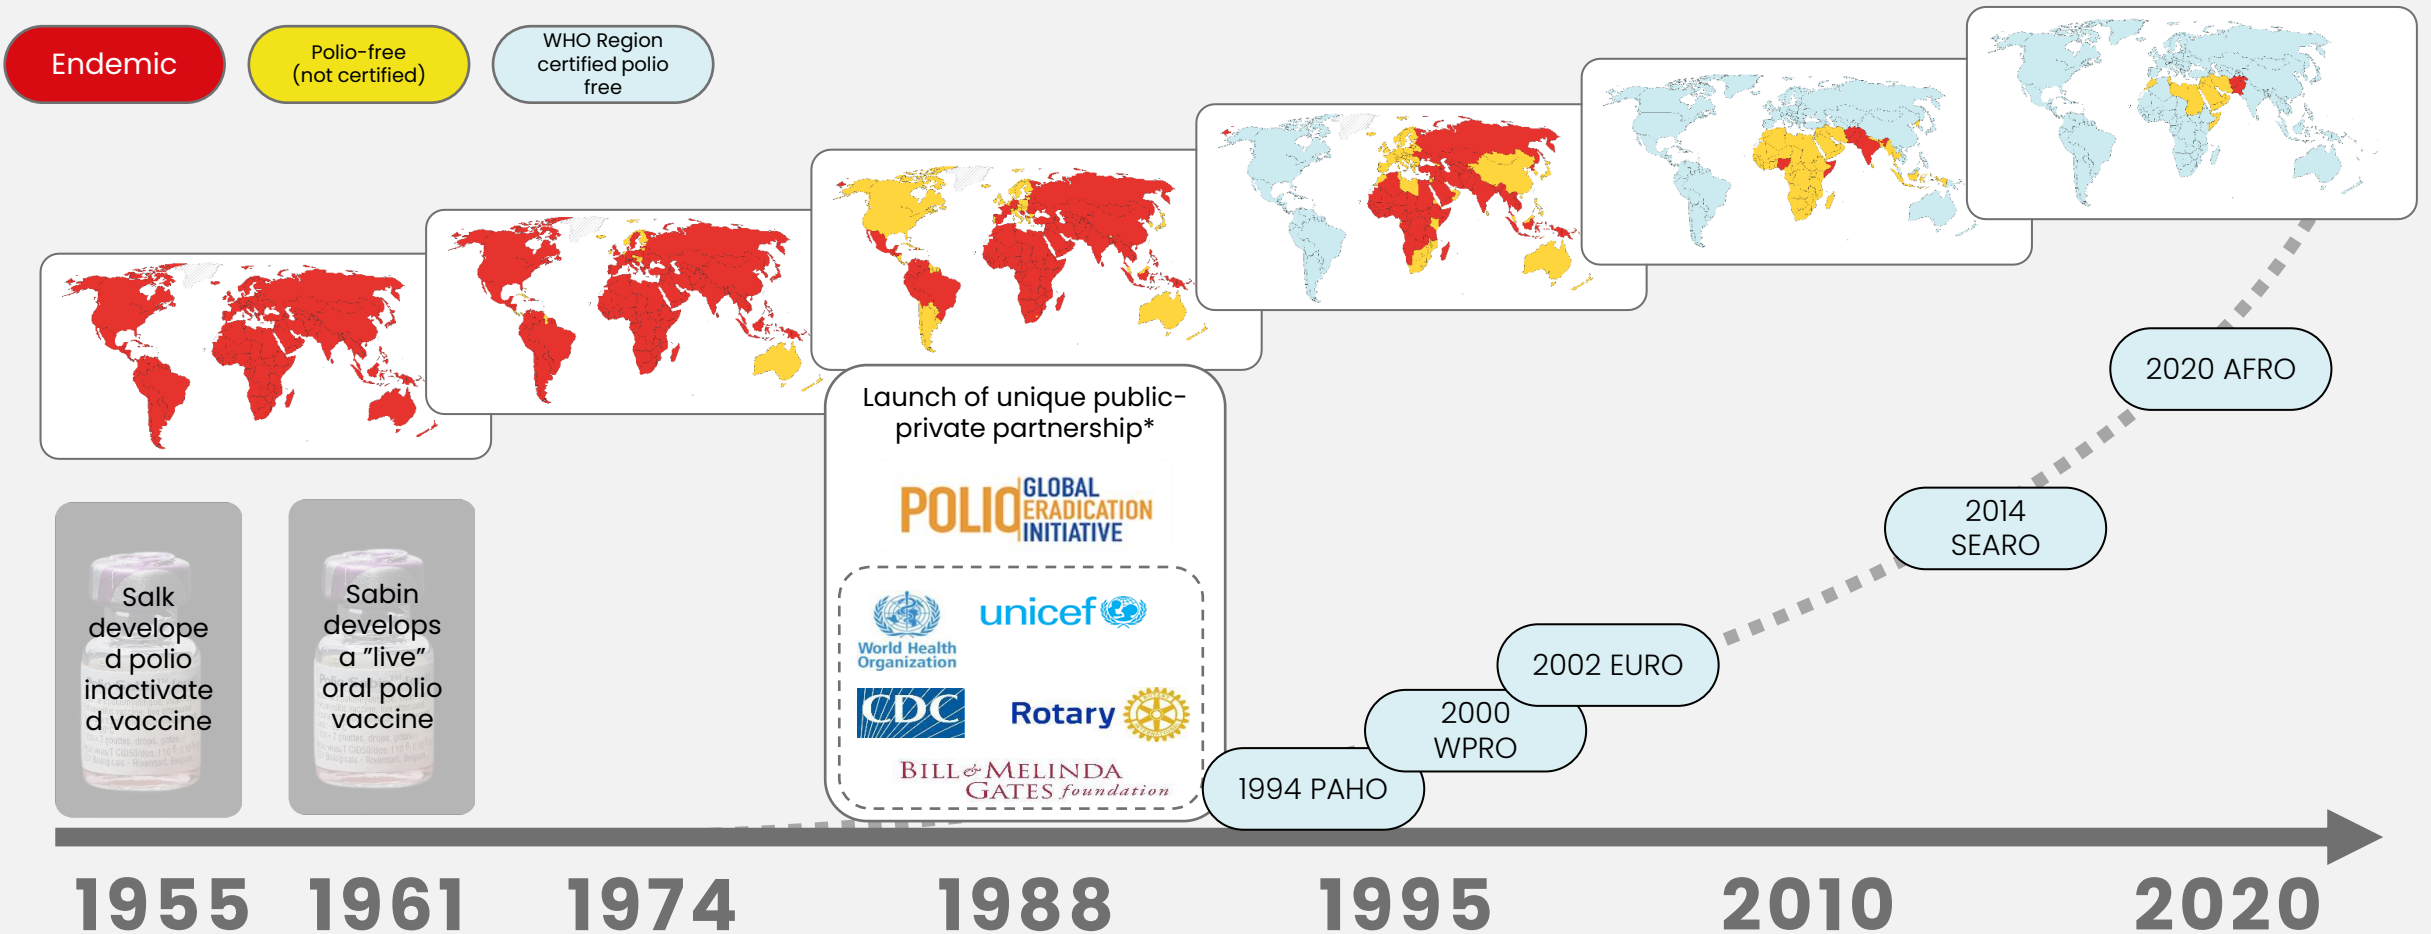 Endemic
Polio-free
(not certified)
WHO Region
certified polio
free
Launch of unique public-
private partnership*
POLIO
GLOBAL
ERADICATION
INITIATIVE
World Health
Organization
unicef
CDC
Rotary
BILL & MELINDA
GATES foundation
Salk
develope
d polio
inactivate
d vaccine
Sabin
develops
a "live"
oral polio
vaccine
1994 PAHO
2000
WPRO
2002 EURO
2014
SEARO
2020 AFRO
1955
1961
1974
1988
1995
2010
2020